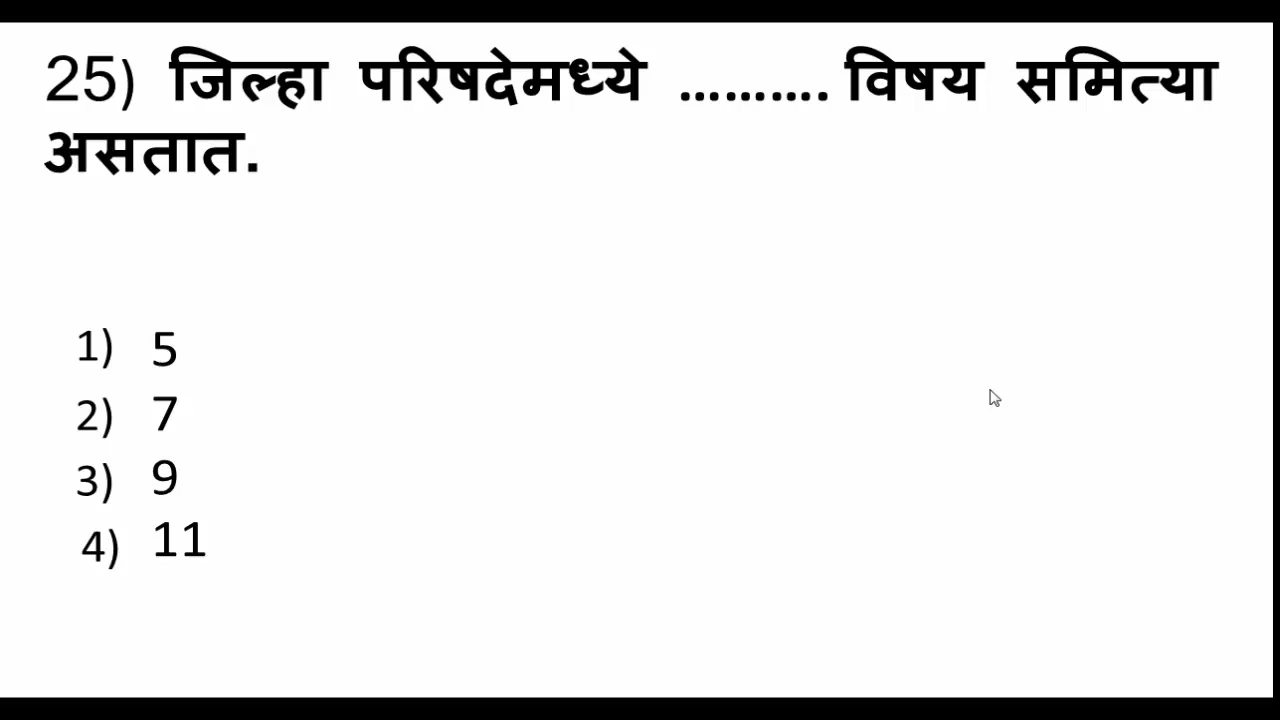 25) जिल्हा परिषदेमध्ये ………. विषय समित्या
असतात.
1) 5
2) 7
3) 9
4) 11